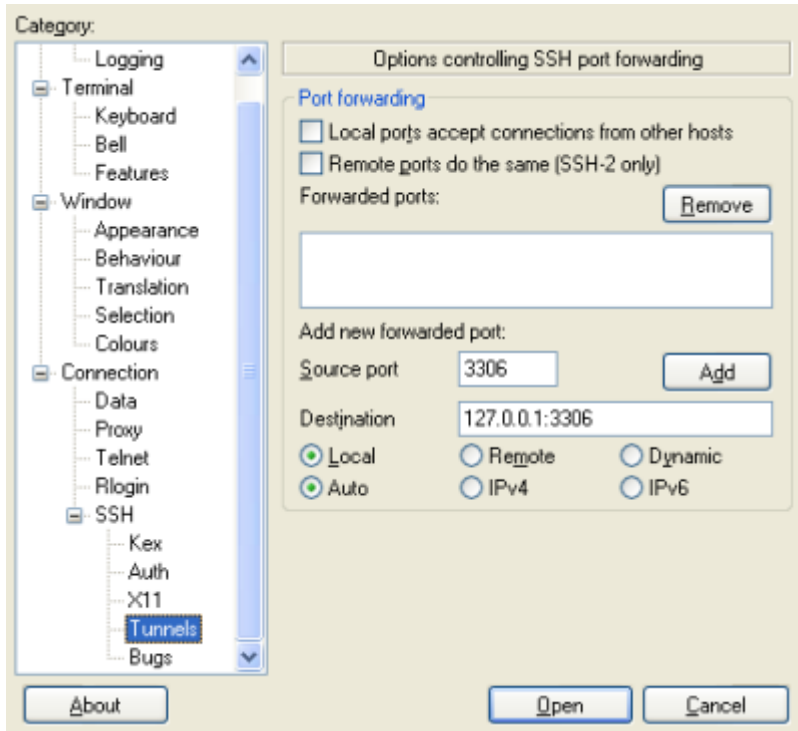 Category:
Logging
Terminal
Keyboard
Bell
Features
Window
Appearance
Behaviour
Translation
Selection
Colours
Connection
Data
Proxy
Telnet
Rlogin
SSH
Kex
Auth
X11
Tunnels
Bugs
Options controlling SSH port forwarding
Port forwarding
Local ports accept connections from other hosts
Remote ports do the same (SSH-2 only)
Forwarded ports:
Remove
Add new forwarded port:
Source port 3306 Add
Destination 127.0.0.1:3306
Local Remote Dynamic
Auto IPv4 IPv6
About Open Cancel